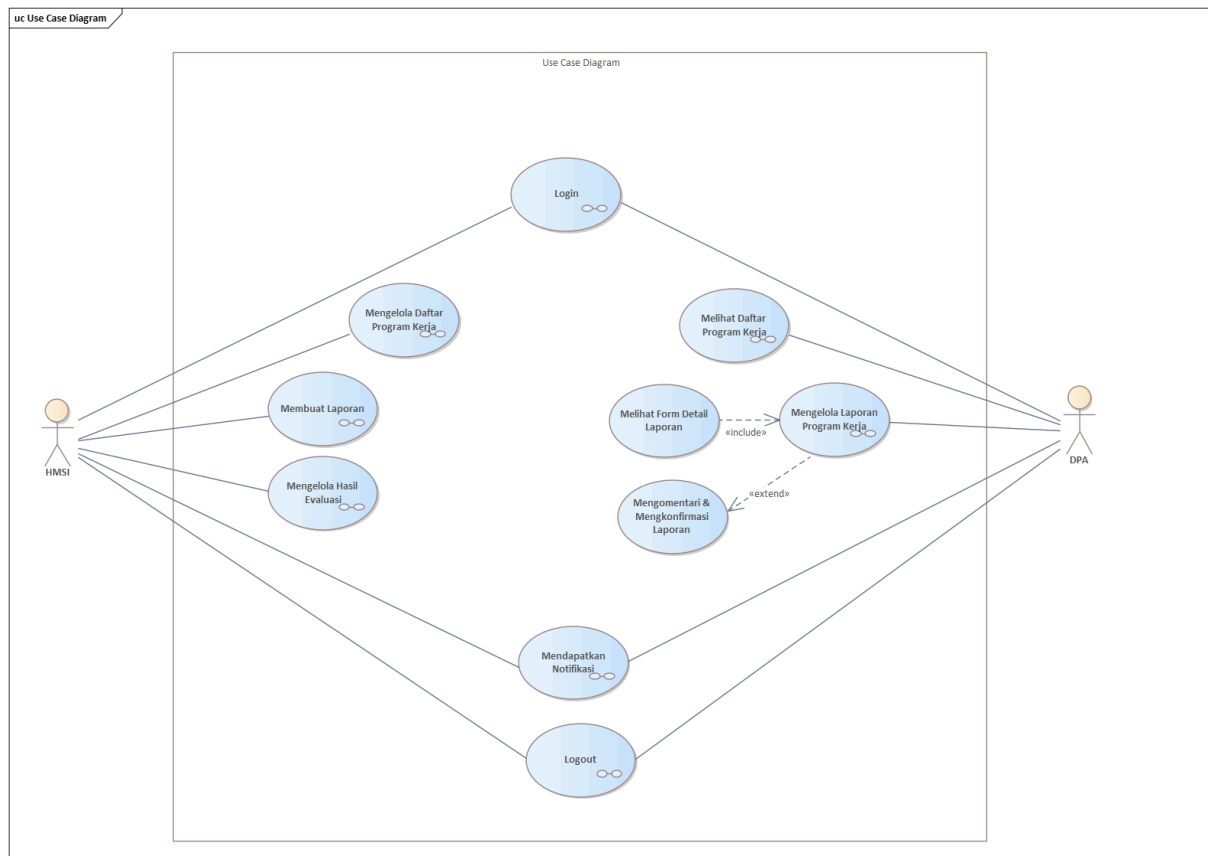 uc Use Case Diagram
Use Case Diagram
Login
Mengelola Daftar
Program Kerja
Melihat Daftar
Program Kerja
Membuat Laporan
Melihat Form Detail
Laporan
«include»
Mengelola Laporan
Program Kerja
HMSI
DPA
Mengelola Hasil
Evaluasi
«extend»
Mengomentari &
Mengkonfirmasi
Laporan
Mendapatkan
Notifikasi
Logout